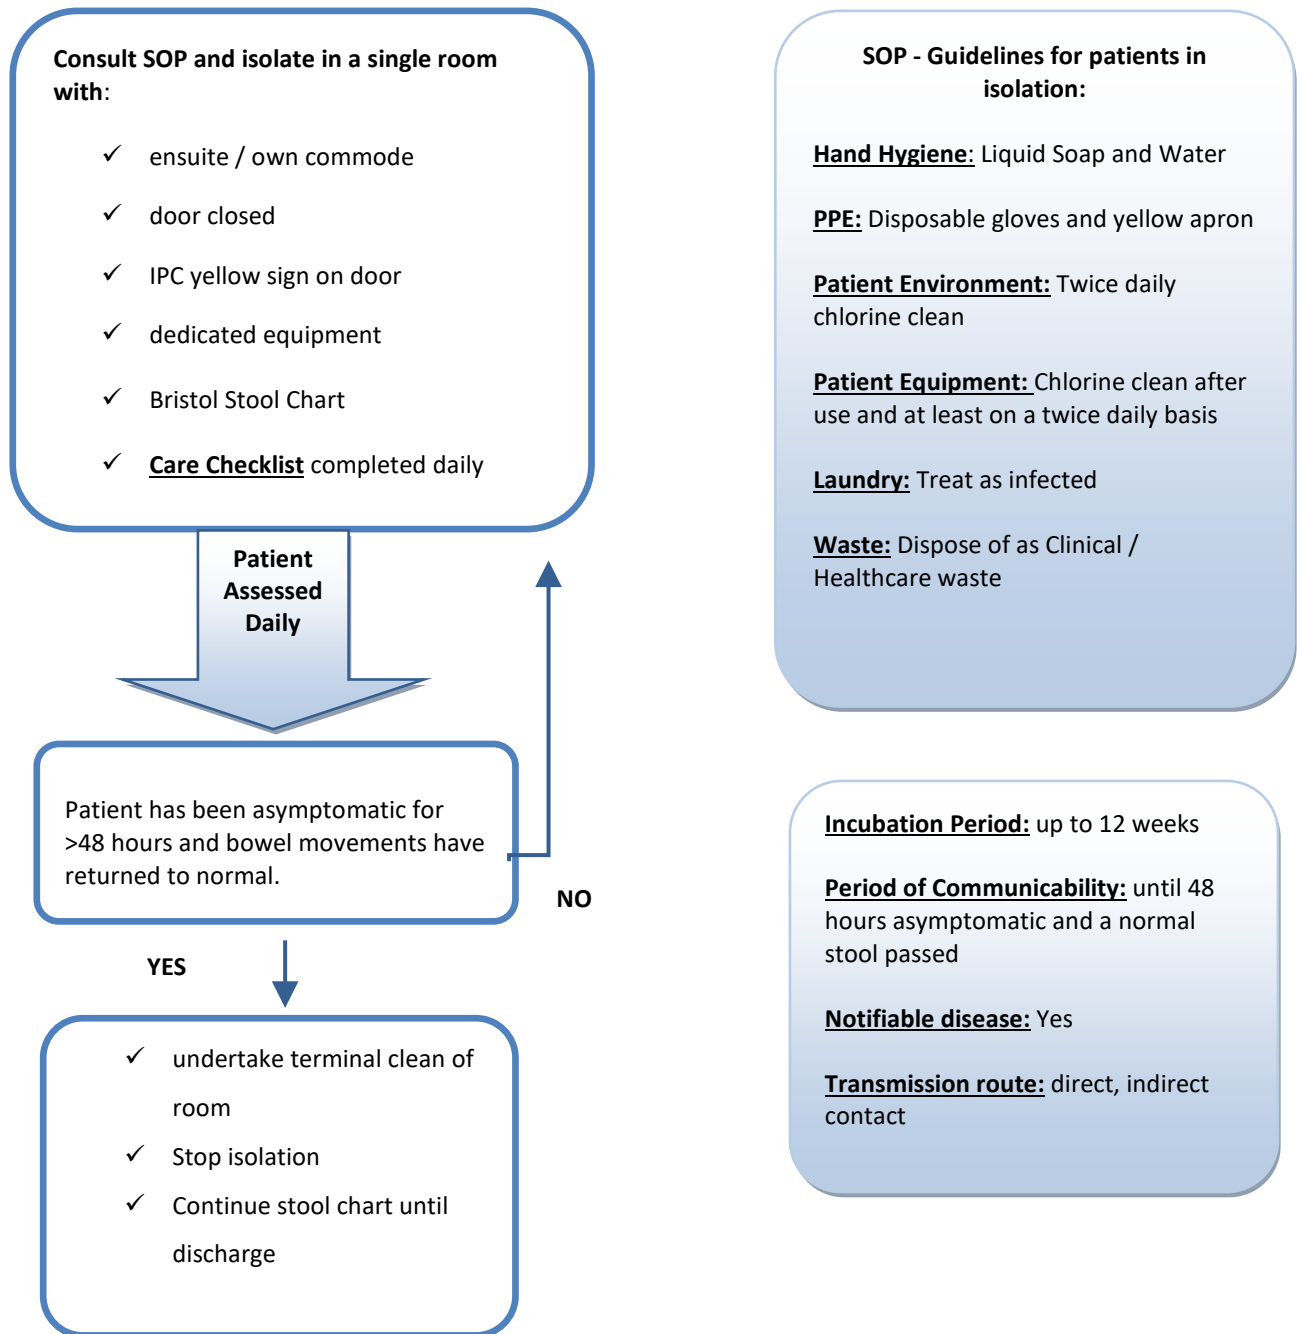 Consult SOP and isolate in a single room
with:
✓ ensuite / own commode
✓ door closed
✓ IPC yellow sign on door
✓ dedicated equipment
✓ Bristol Stool Chart
✓ Care Checklist completed daily
Patient
Assessed
Daily
Patient has been asymptomatic for
>48 hours and bowel movements have
returned to normal.
NO
YES
✓ undertake terminal clean of
room
✓ Stop isolation
✓ Continue stool chart until
discharge
SOP - Guidelines for patients in
isolation:
Hand Hygiene: Liquid Soap and Water
PPE: Disposable gloves and yellow apron
Patient Environment: Twice daily
chlorine clean
Patient Equipment: Chlorine clean after
use and at least on a twice daily basis
Laundry: Treat as infected
Waste: Dispose of as Clinical /
Healthcare waste
Incubation Period: up to 12 weeks
Period of Communicability: until 48
hours asymptomatic and a normal
stool passed
Notifiable disease: Yes
Transmission route: direct, indirect
contact